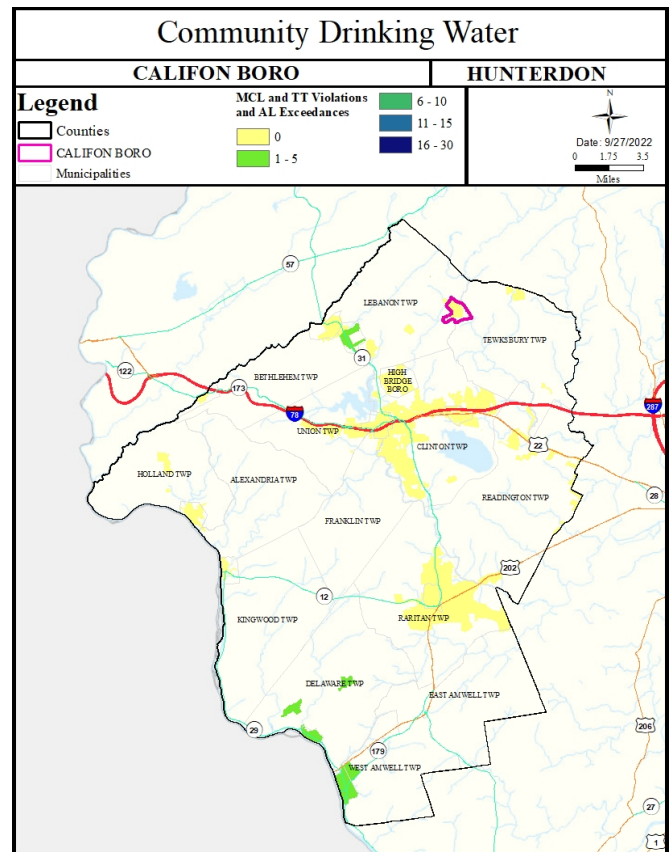 Community Drinking Water
CALIFON BORO
HUNTERDON
Legend
Counties
CALIFON BORO
Municipalities
MCL and TT Violations
and AL Exceedances
0
1 - 5
6 - 10
11 - 15
16 - 30
N
Date: 9/27/2022
0 1.75 3.5
Miles
57
LEBANON TWP
TEWKSBURY TWP
31
122
BETHLEHEM TWP
HIGH
BRIDGE
BORO
173
287
78
UNION TWP
CLINTON TWP
22
HOLLAND TWP
ALEXANDRIA TWP
READINGTON TWP
28
FRANKLIN TWP
202
12
KINGWOOD TWP
RARITAN TWP
DELAWARE TWP
EAST AMWELL TWP
29
206
179
WEST AMWELL TWP
27
1